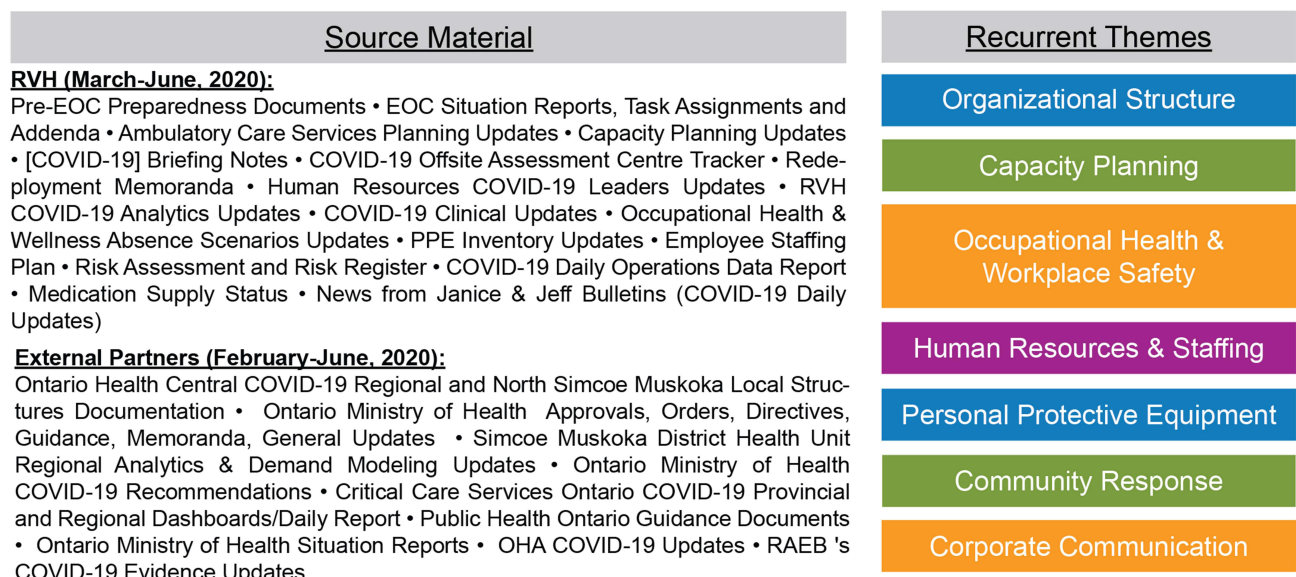 Source Material
RVH (March-June, 2020):
Pre-EOC Preparedness Documents • EOC Situation Reports, Task Assignments and
Addenda • Ambulatory Care Services Planning Updates • Capacity Planning Updates
• [COVID-19] Briefing Notes • COVID-19 Offsite Assessment Centre Tracker • Rede-
ployment Memoranda • Human Resources COVID-19 Leaders Updates • RVH
COVID-19 Analytics Updates • COVID-19 Clinical Updates • Occupational Health &
Wellness Absence Scenarios Updates • PPE Inventory Updates • Employee Staffing
Plan • Risk Assessment and Risk Register • COVID-19 Daily Operations Data Report
• Medication Supply Status • News from Janice & Jeff Bulletins (COVID-19 Daily
Updates)
External Partners (February-June, 2020):
Ontario Health Central COVID-19 Regional and North Simcoe Muskoka Local Struc-
tures Documentation • Ontario Ministry of Health Approvals, Orders, Directives,
Guidance, Memoranda, General Updates • Simcoe Muskoka District Health Unit
Regional Analytics & Demand Modeling Updates • Ontario Ministry of Health
COVID-19 Recommendations • Critical Care Services Ontario COVID-19 Provincial
and Regional Dashboards/Daily Report • Public Health Ontario Guidance Documents
• Ontario Ministry of Health Situation Reports • OHA COVID-19 Updates • RAEB 's
COVID-19 Evidence Updates
Recurrent Themes
Organizational Structure
Capacity Planning
Occupational Health &
Workplace Safety
Human Resources & Staffing
Personal Protective Equipment
Community Response
Corporate Communication